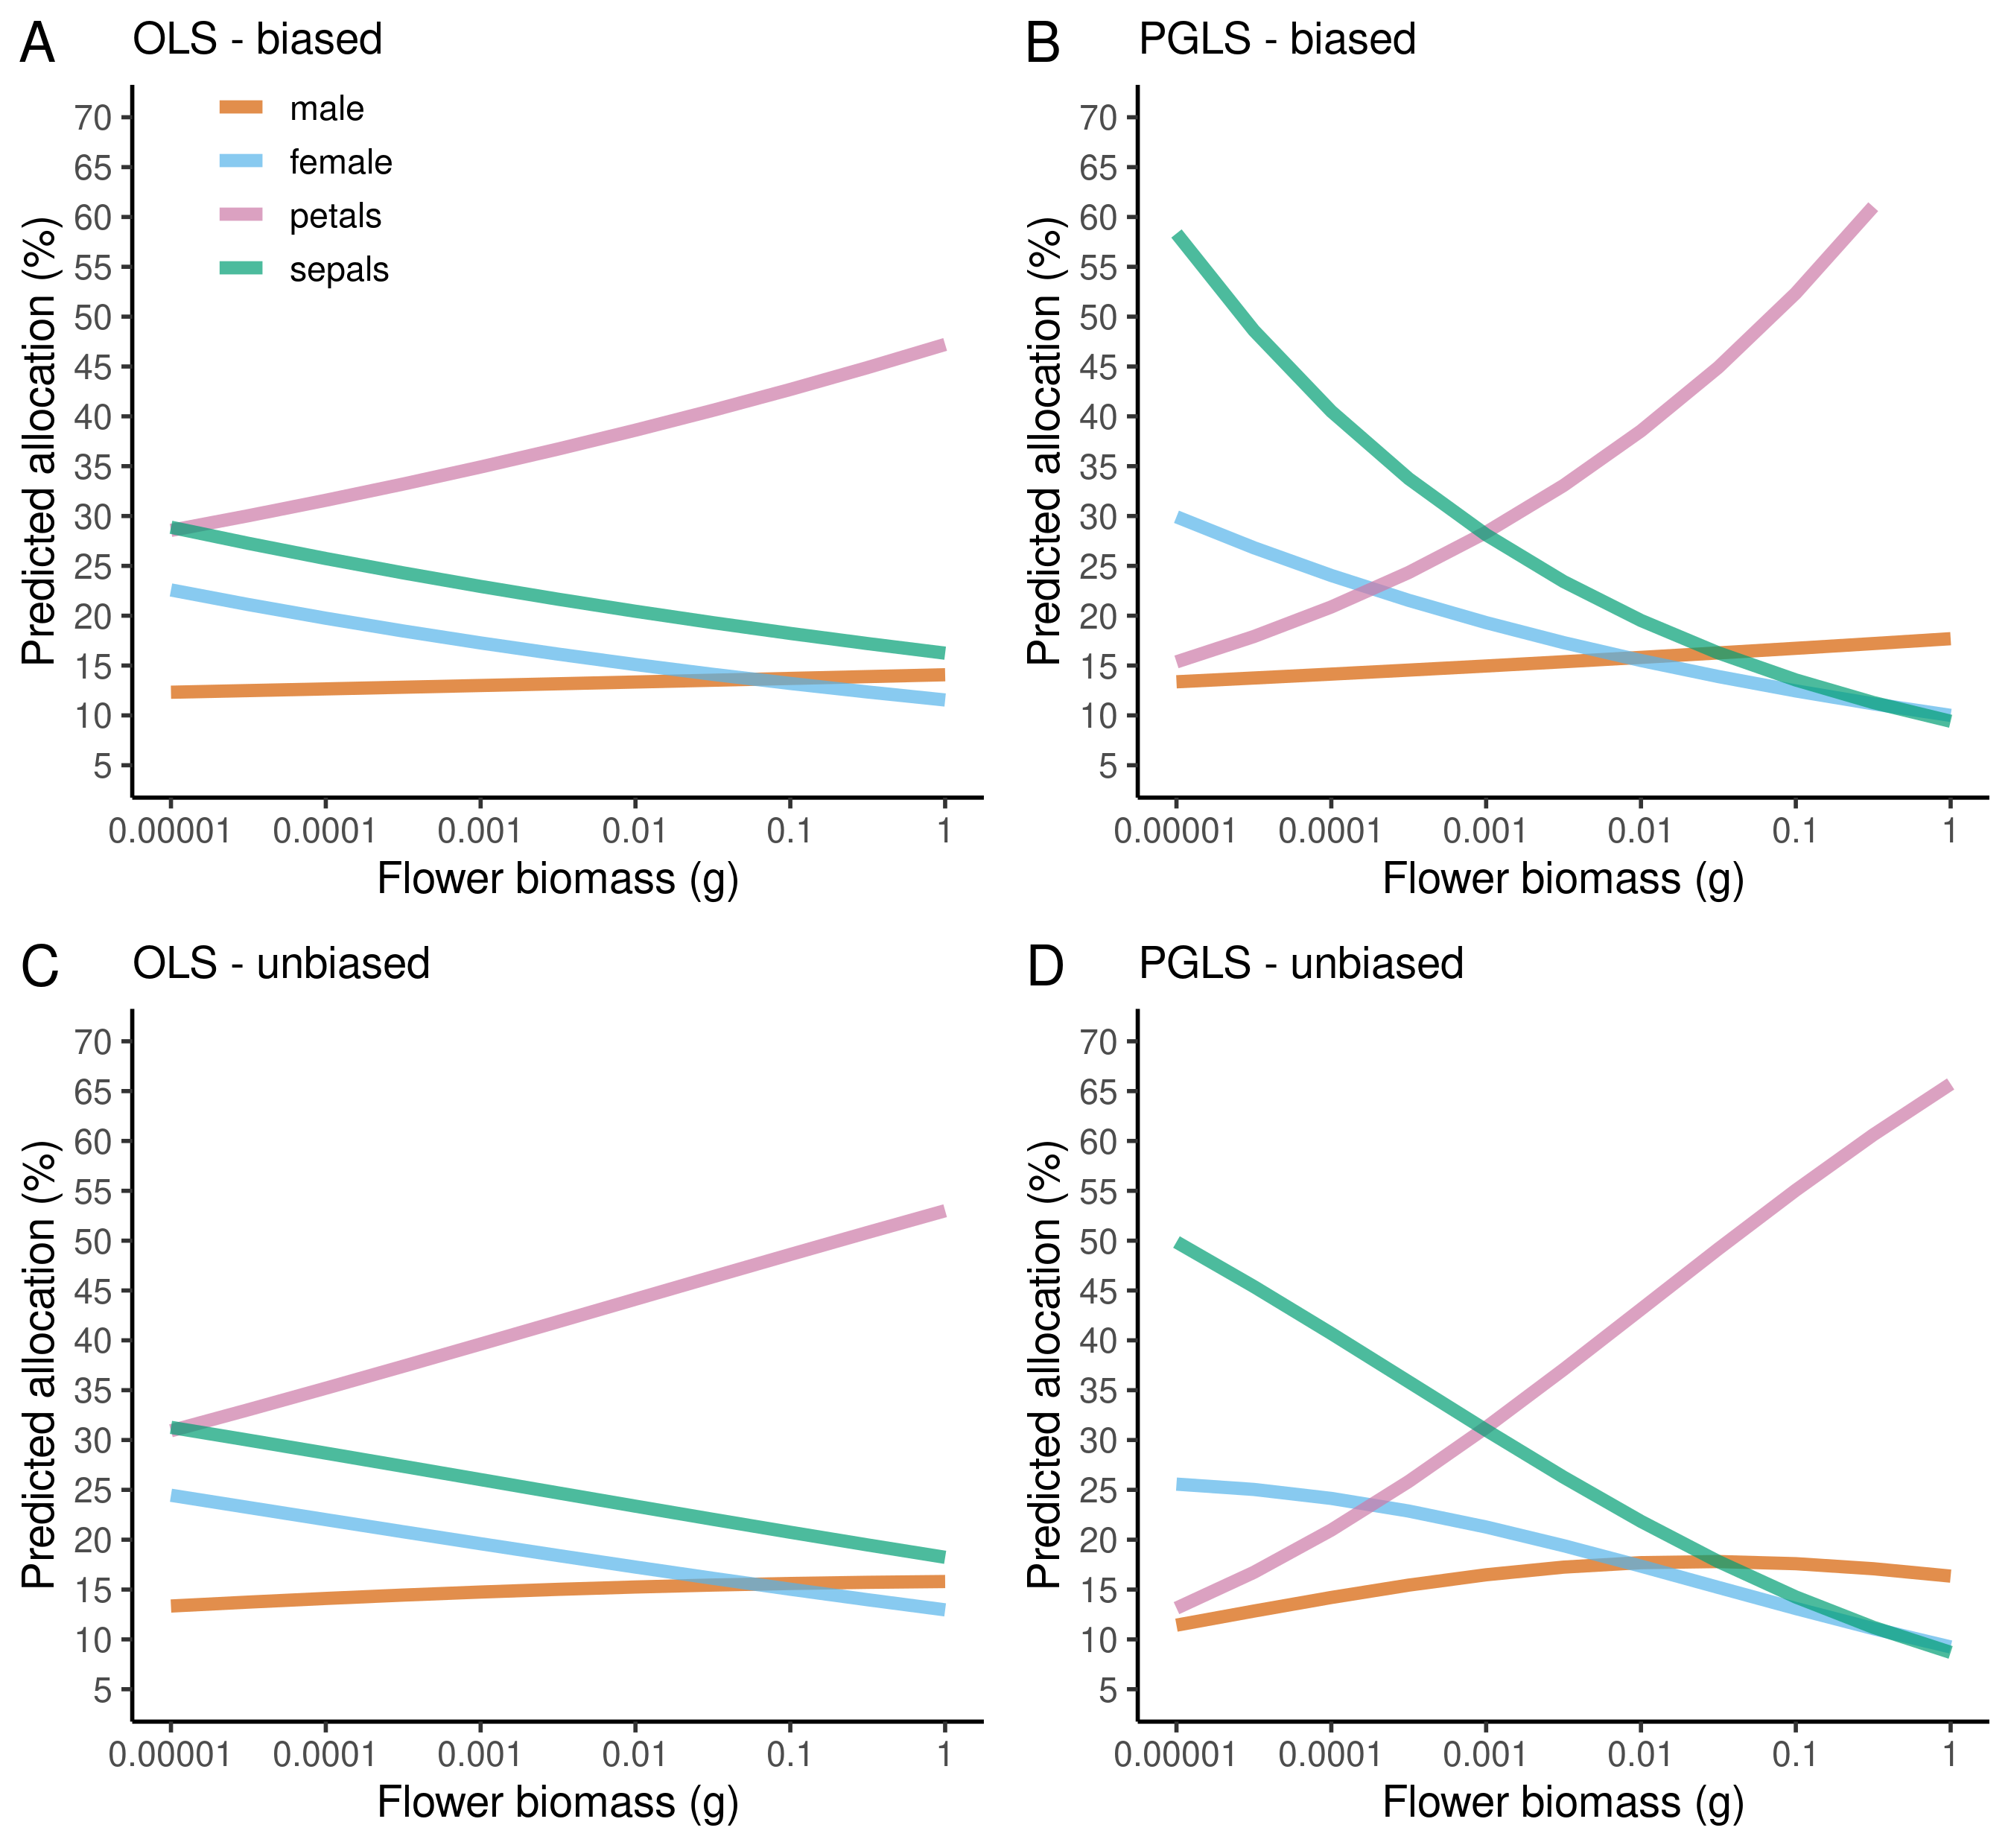 A OLS - biased
male
female
petals
sepals
Predicted allocation (%)
70
65
60
55
50
45
40
35
30
25
20
15
10
5
0.00001 0.0001 0.001 0.01 0.1 1
Flower biomass (g)
B PGLS - biased
Predicted allocation (%)
70
65
60
55
50
45
40
35
30
25
20
15
10
5
0.00001 0.0001 0.001 0.01 0.1 1
Flower biomass (g)
C OLS - unbiased
Predicted allocation (%)
70
65
60
55
50
45
40
35
30
25
20
15
10
5
0.00001 0.0001 0.001 0.01 0.1 1
Flower biomass (g)
D PGLS - unbiased
Predicted allocation (%)
70
65
60
55
50
45
40
35
30
25
20
15
10
5
0.00001 0.0001 0.001 0.01 0.1 1
Flower biomass (g)